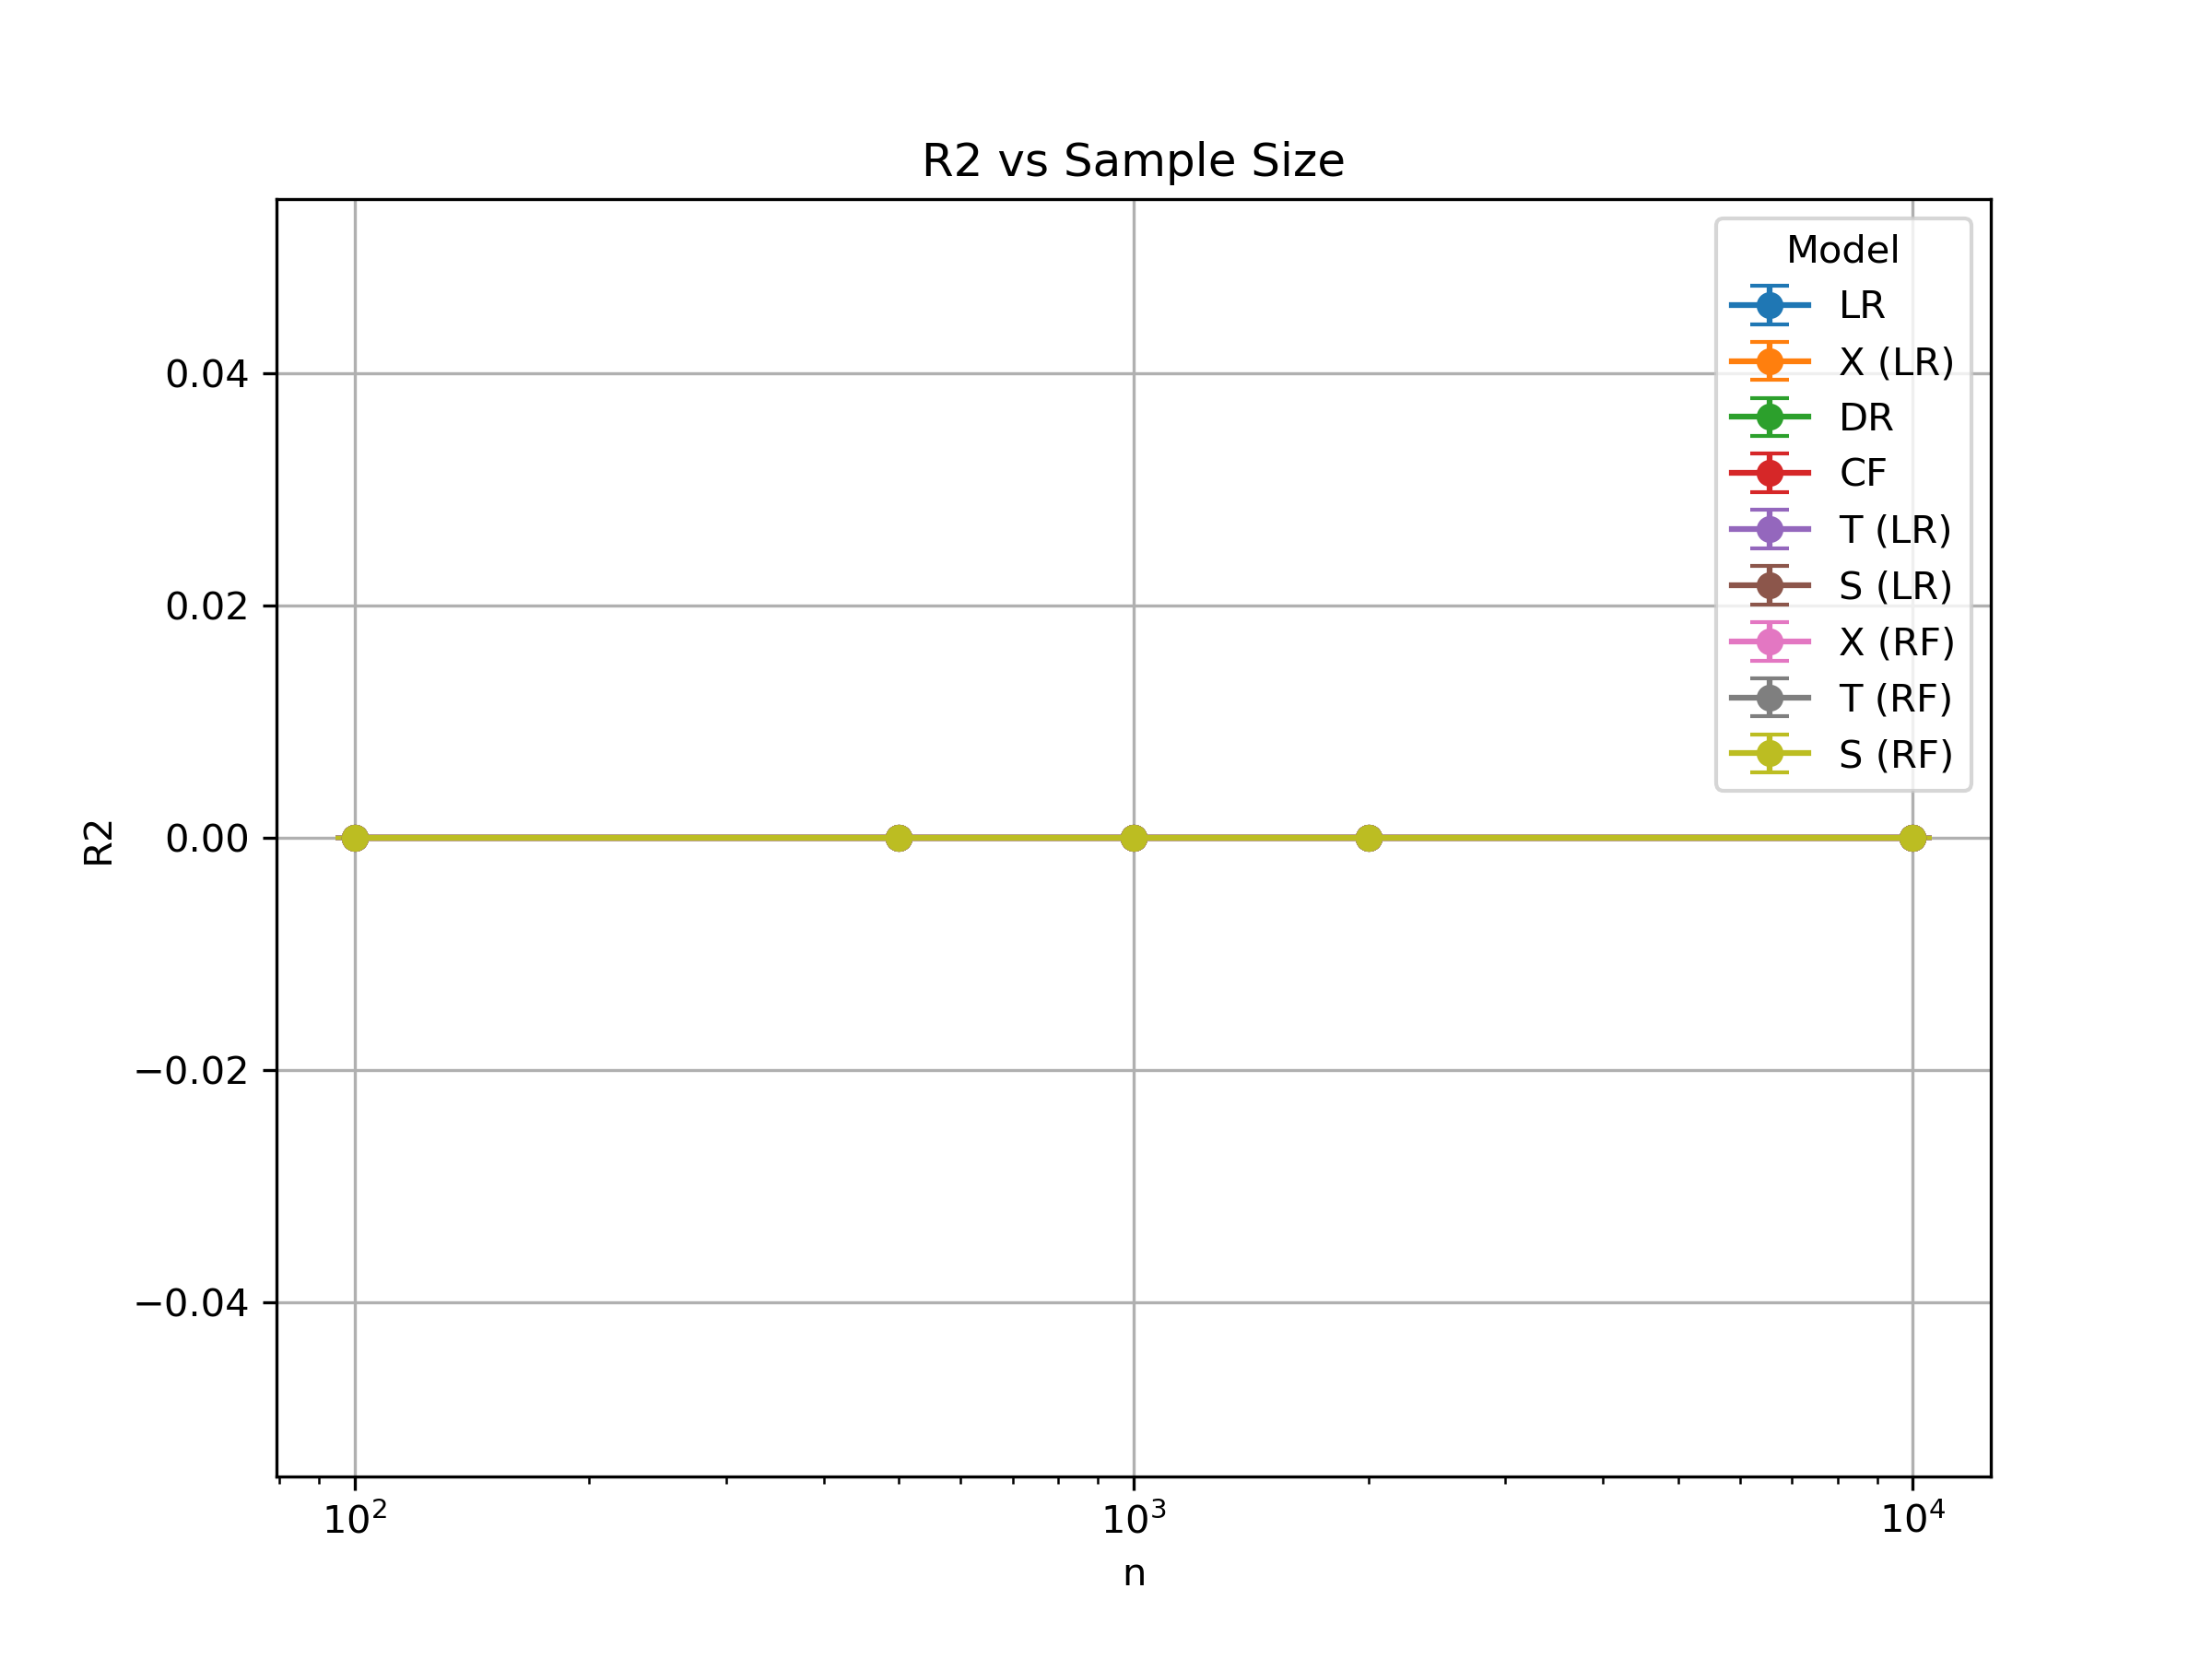 R2 vs Sample Size
Model
LR
X (LR)
DR
CF
T (LR)
S (LR)
X (RF)
T (RF)
S (RF)
0.04
0.02
0.00
−0.02
−0.04
R2
10²
10³
10⁴
n